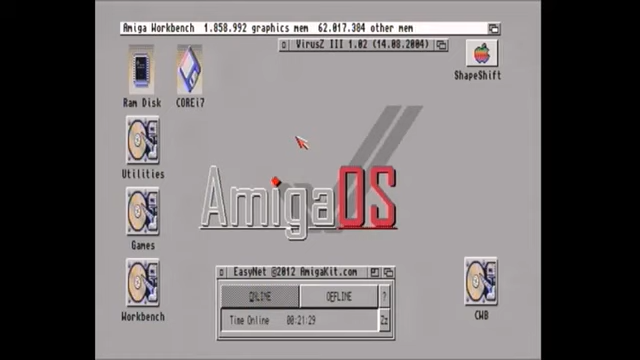 Amiga Workbench 1.858.992 graphics mem 62.017.384 other mem
VirusZ III 1.02 (14.08.2004)
ShapeShift
Ram Disk
COREi7
Utilities
AmigaOS
Games
EasyNet ©2012 AmigaKit.com
ONLINE
OFFLINE
?
Time Online 00:21:29
Zz
Workbench
CWB